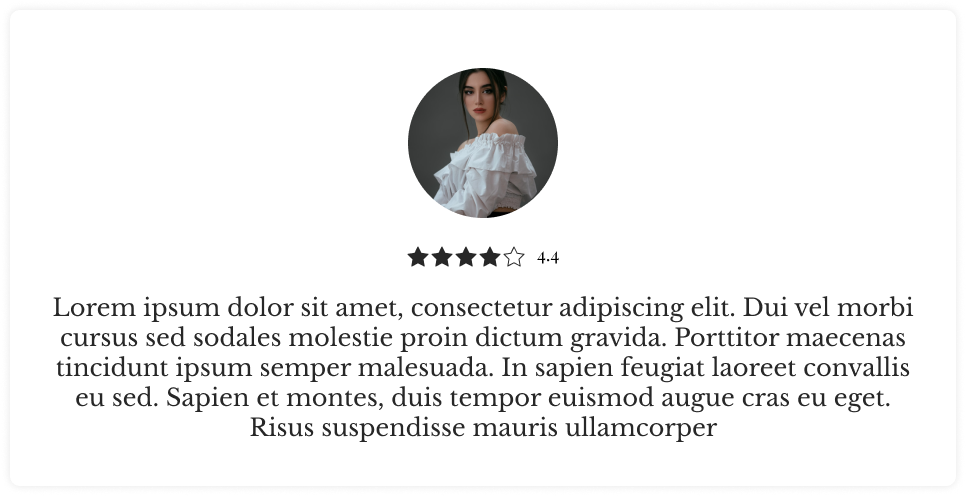 4.4
Lorem ipsum dolor sit amet, consectetur adipiscing elit. Dui vel morbi
cursus sed sodales molestie proin dictum gravida. Porttitor maecenas
tincidunt ipsum semper malesuada. In sapien feugiat laoreet convallis
eu sed. Sapien et montes, duis tempor euismod augue cras eu eget.
Risus suspendisse mauris ullamcorper